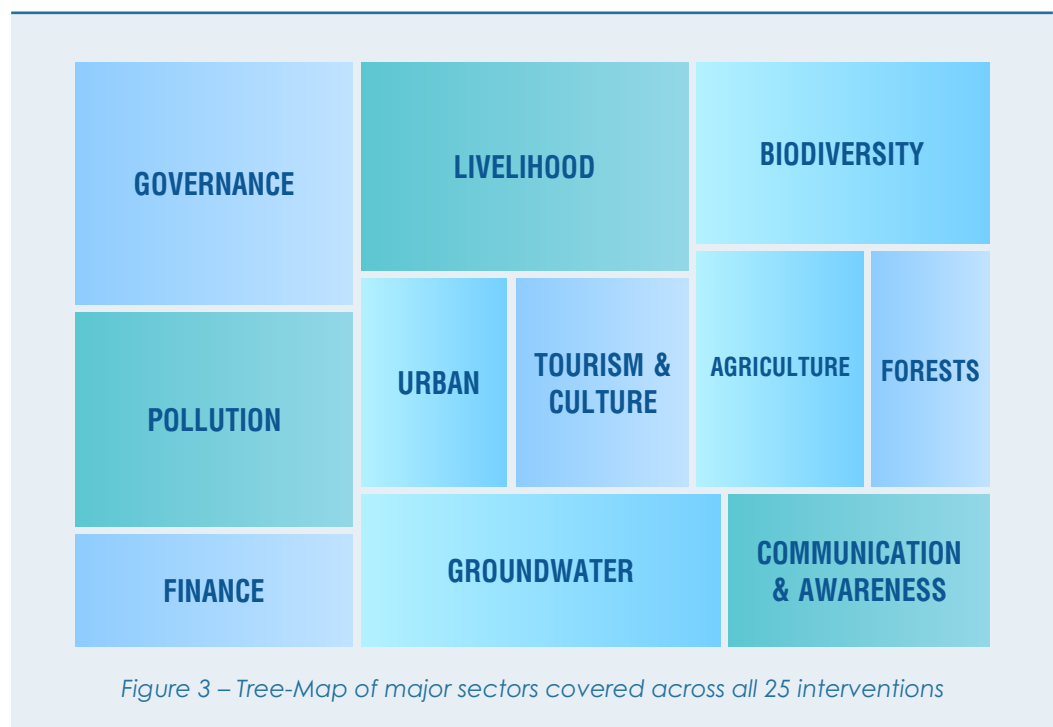 GOVERNANCE
LIVELIHOOD
BIODIVERSITY
POLLUTION
URBAN
TOURISM &
CULTURE
AGRICULTURE
FORESTS
FINANCE
GROUNDWATER
COMMUNICATION
& AWARENESS
Figure 3 – Tree-Map of major sectors covered across all 25 interventions